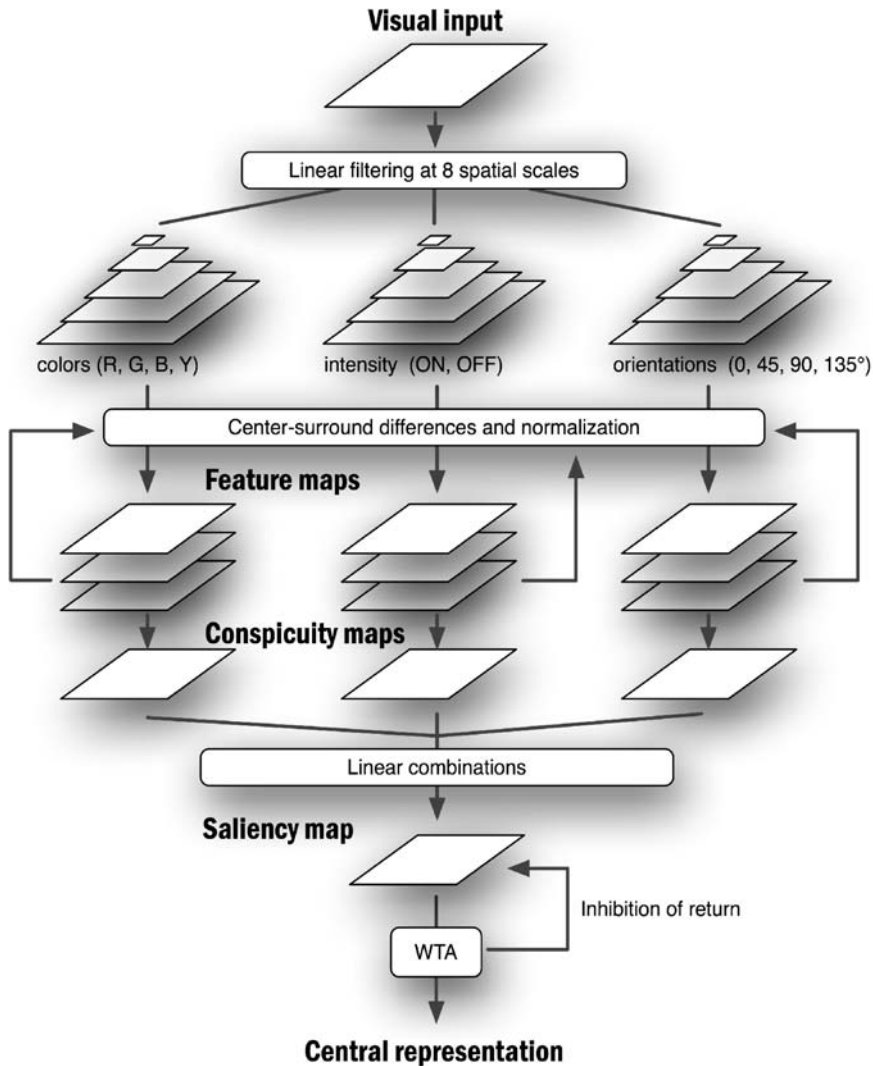 Visual input
Linear filtering at 8 spatial scales
colors (R, G, B, Y)
intensity (ON, OFF)
orientations (0, 45, 90, 135°)
Center-surround differences and normalization
Feature maps
Conspicuity maps
Linear combinations
Saliency map
Inhibition of return
WTA
Central representation